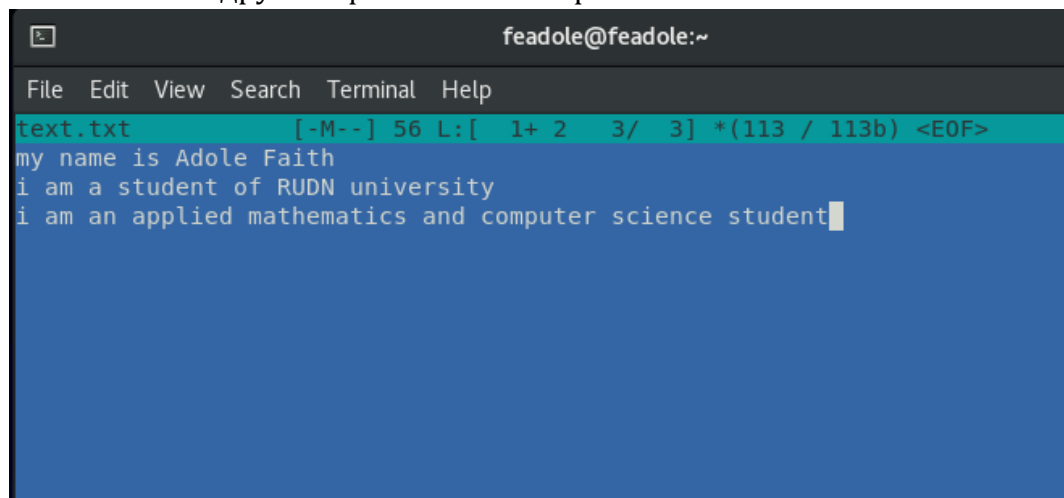 feadole@feadole:~
File Edit View Search Terminal Help
text.txt [-M--] 56 L:[ 1+ 2 3/ 3] *(113 / 113b) <EOF>
my name is Adole Faith
i am a student of RUDN university
i am an applied mathematics and computer science student